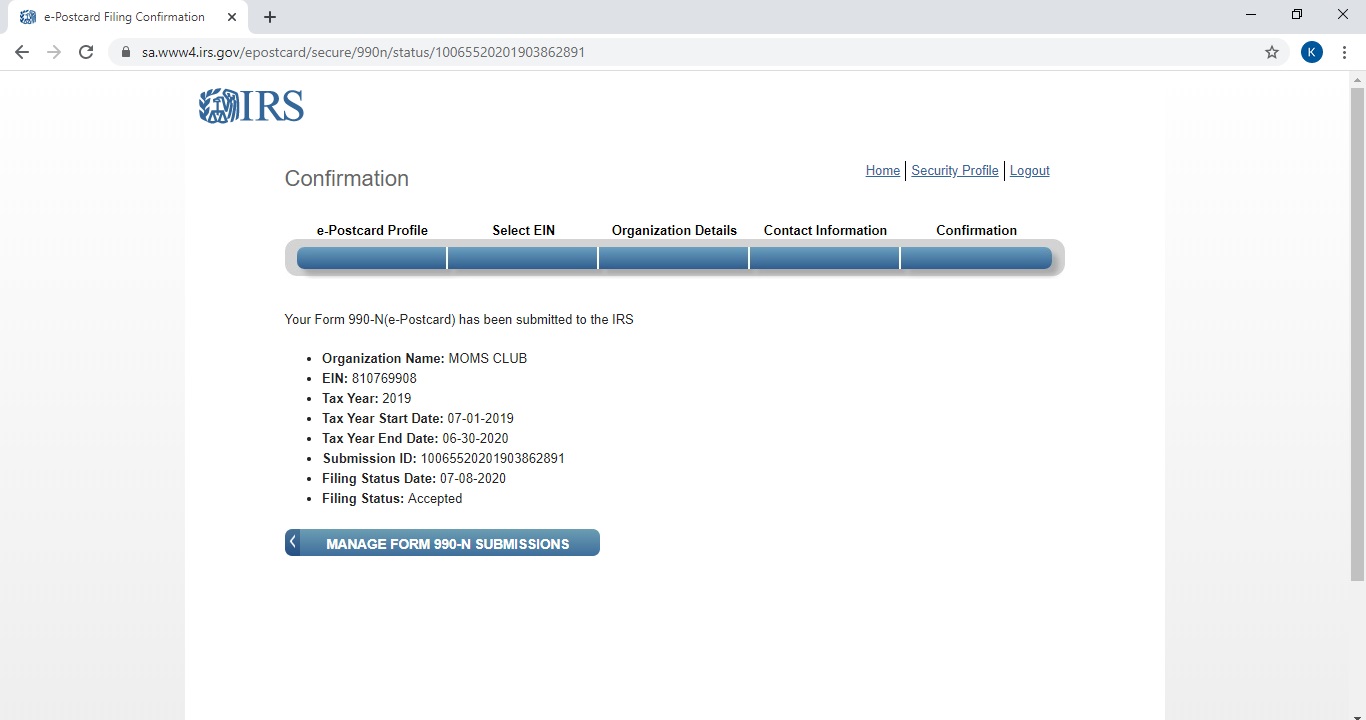 e-Postcard Filing Confirmation
sa.www4.irs.gov/epostcard/secure/990n/status/10065520201903862891
K
IRS
Confirmation
Home Security Profile Logout
e-Postcard Profile Select EIN Organization Details Contact Information Confirmation
Your Form 990-N(e-Postcard) has been submitted to the IRS
• Organization Name: MOMS CLUB
• EIN: 810769908
• Tax Year: 2019
• Tax Year Start Date: 07-01-2019
• Tax Year End Date: 06-30-2020
• Submission ID: 10065520201903862891
• Filing Status Date: 07-08-2020
• Filing Status: Accepted
MANAGE FORM 990-N SUBMISSIONS